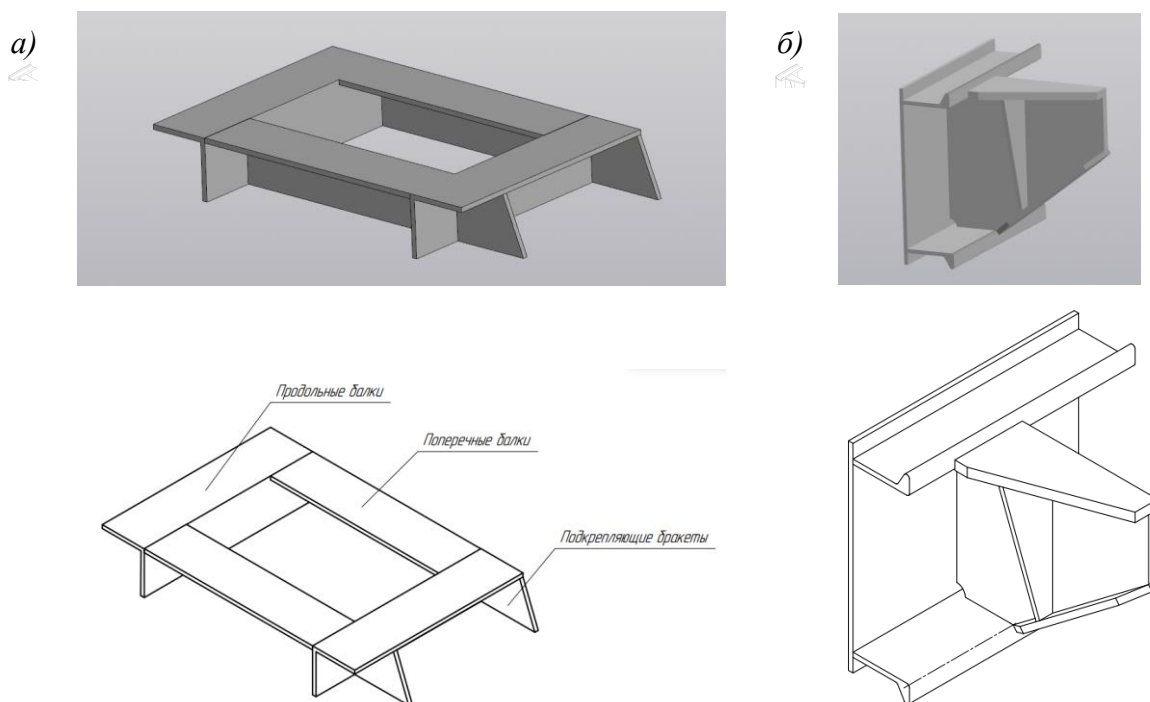 а)
б)
Продольные балки
Поперечные балки
Подкрепляющие бракеты